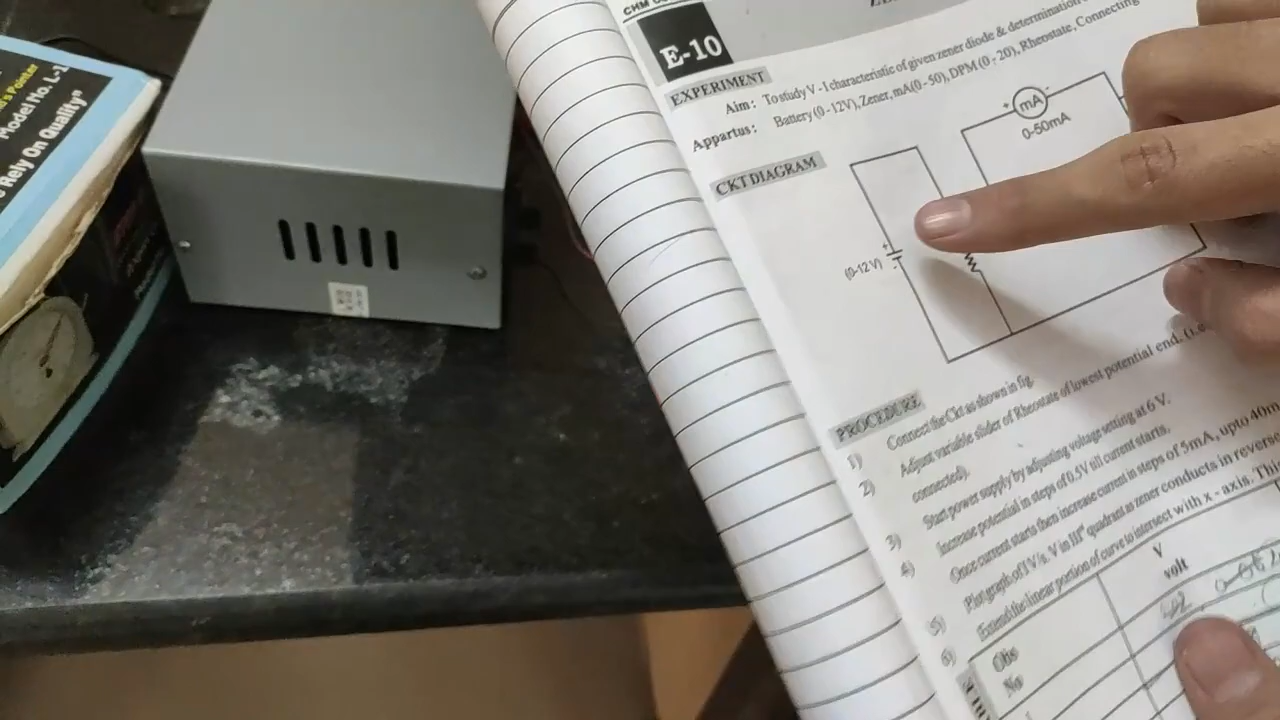 's Pointer
Model No. L-1
Rely On Quality"
E-10
EXPERIMENT
Aim: To study V - I characteristic of given zener diode & determination
Appartus: Battery (0 - 12V), Zener, mA(0 - 50), DPM (0 - 20), Rheostate, Connecting
CKT DIAGRAM
+ mA -
0-50mA
+
(0-12 V)
-
PROCEDURE
1) Connect the Ckt as shown in fig.
2) Adjust variable slider of Rheostate of lowest potential end. (i.e
connected).
Start power supply by adjusting voltage setting at 6 V.
3) Increase potential in steps of 0.5V till current starts.
4) Once current starts then increase current in steps of 5mA, upto 40m
5) Plot graph of I V/s. V in IIIrd quadrant as zener conducts in reverse
6) Extend the linear portion of curve to intersect with x - axis. Thi
Obs
No
V
volt